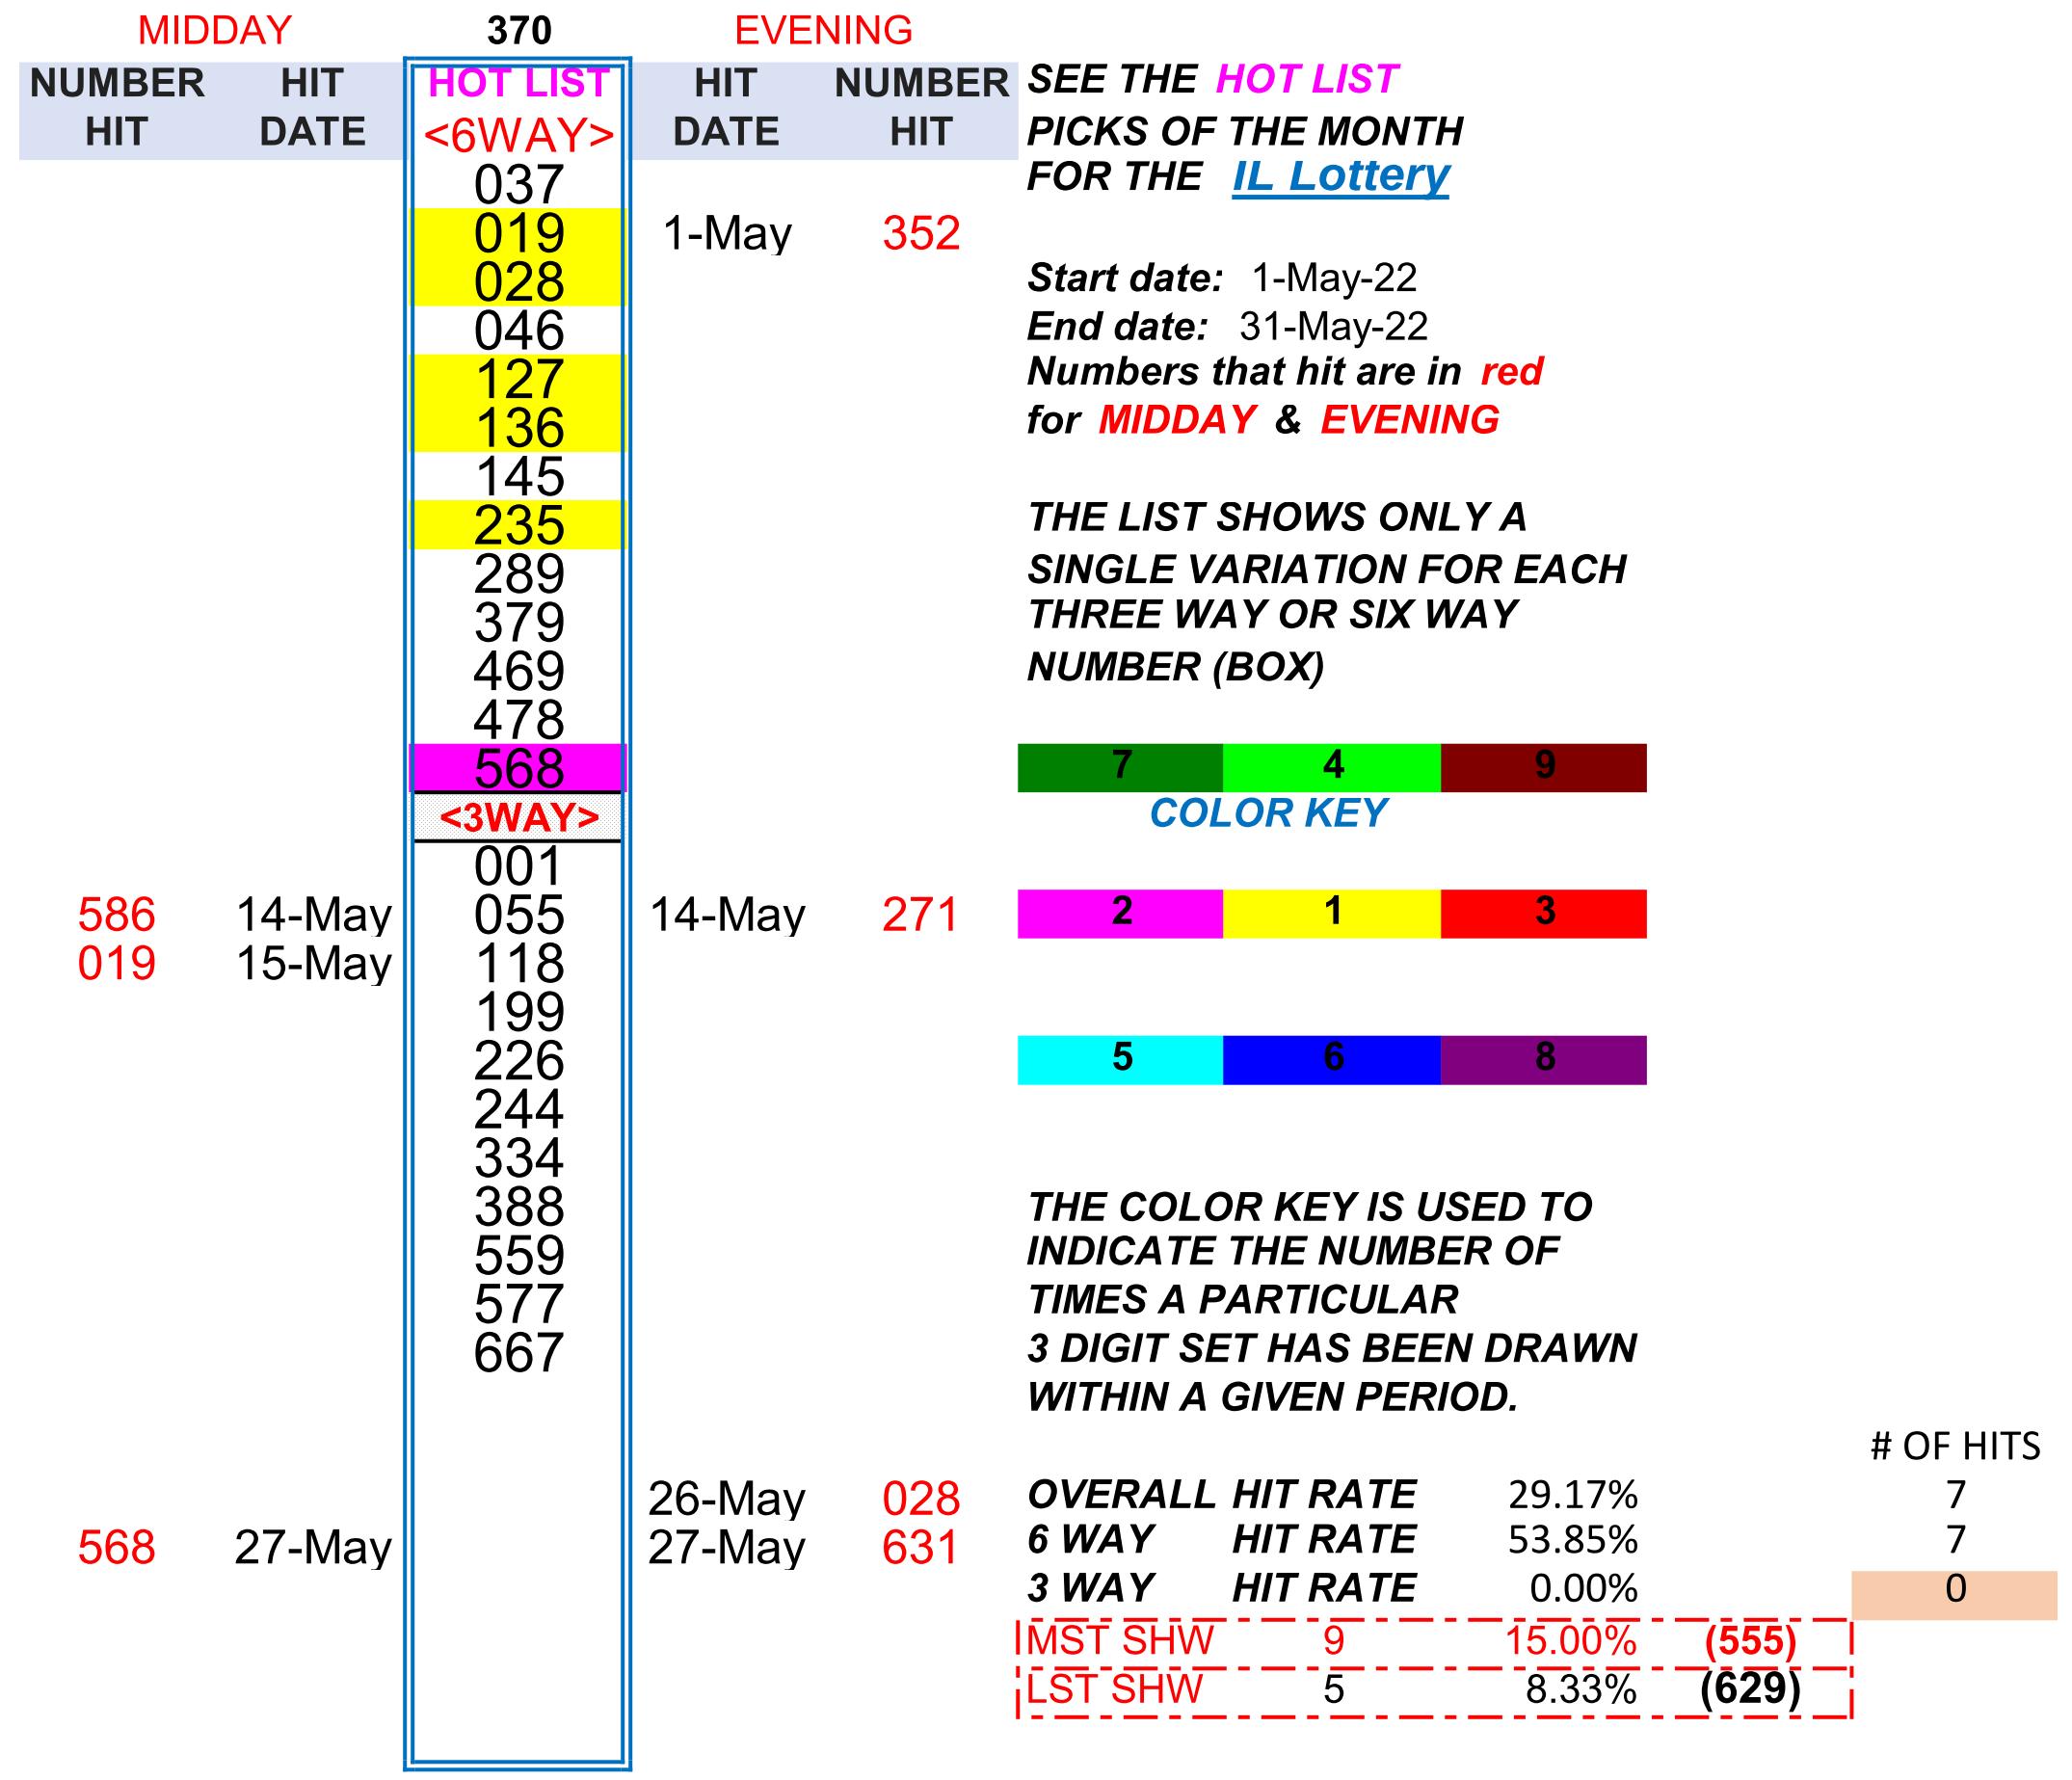 MIDDAY 370 EVENING
NUMBER HIT HOT LIST HIT NUMBER SEE THE HOT LIST
HIT DATE <6WAY> DATE HIT PICKS OF THE MONTH
037 FOR THE IL Lottery
019 1-May 352
028 Start date: 1-May-22
046 End date: 31-May-22
127 Numbers that hit are in red
136 for MIDDAY & EVENING
145
235 THE LIST SHOWS ONLY A
289 SINGLE VARIATION FOR EACH
379 THREE WAY OR SIX WAY
469 NUMBER (BOX)
478
568 7 4 9
<3WAY> COLOR KEY
001
586 14-May 055 14-May 271 2 1 3
019 15-May 118
199
226 5 6 8
244
334
388 THE COLOR KEY IS USED TO
559 INDICATE THE NUMBER OF
577 TIMES A PARTICULAR
667 3 DIGIT SET HAS BEEN DRAWN
WITHIN A GIVEN PERIOD.
# OF HITS
26-May 028 OVERALL HIT RATE 29.17% 7
568 27-May 27-May 631 6 WAY HIT RATE 53.85% 7
3 WAY HIT RATE 0.00% 0
MST SHW 9 15.00% (555)
LST SHW 5 8.33% (629)